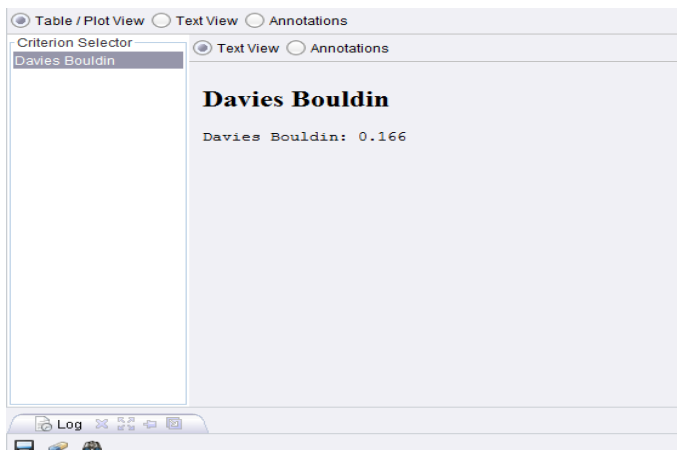 Table / Plot View Text View Annotations
Criterion Selector
Davies Bouldin
Text View Annotations
Davies Bouldin
Davies Bouldin: 0.166
Log